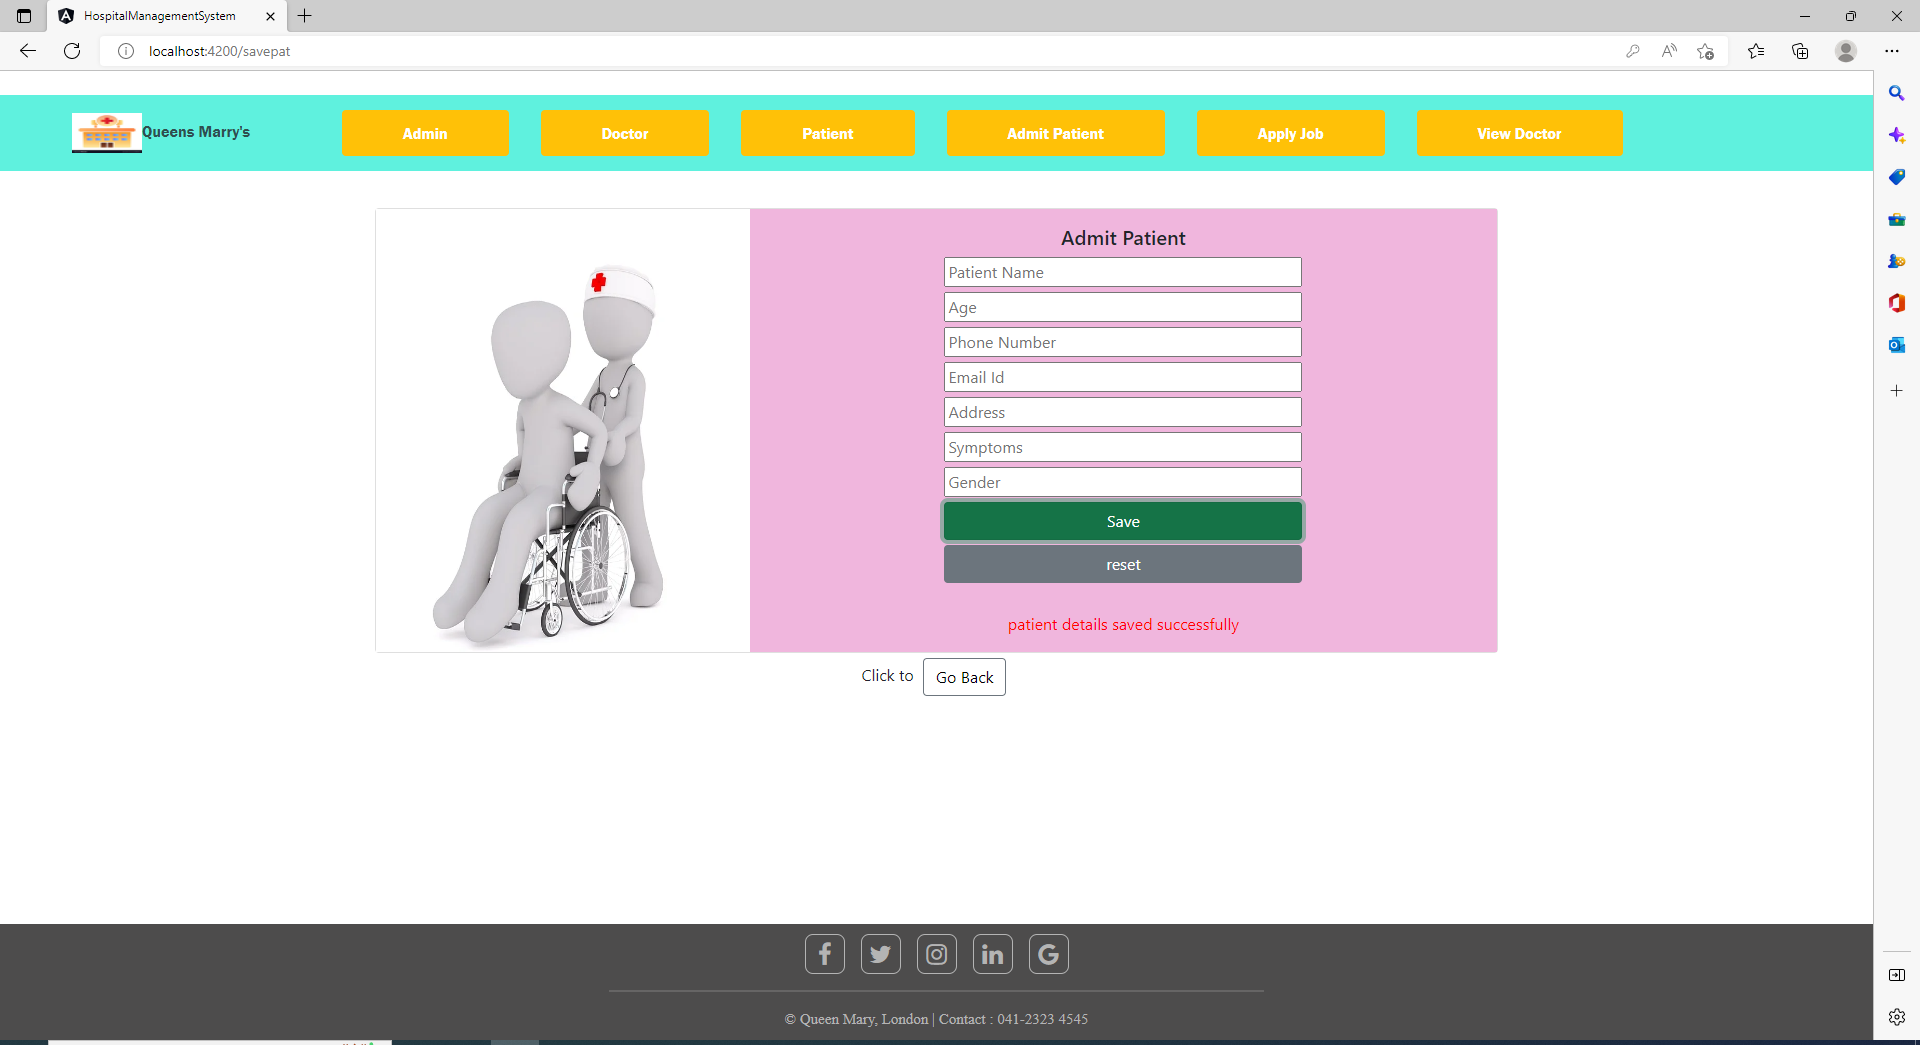 HospitalManagementSystem
localhost:4200/savepat
Queens Marry's
Admin
Doctor
Patient
Admit Patient
Apply Job
View Doctor
Admit Patient
Patient Name
Age
Phone Number
Email Id
Address
Symptoms
Gender
Save
reset
patient details saved successfully
Click to Go Back
© Queen Mary, London | Contact : 041-2323 4545